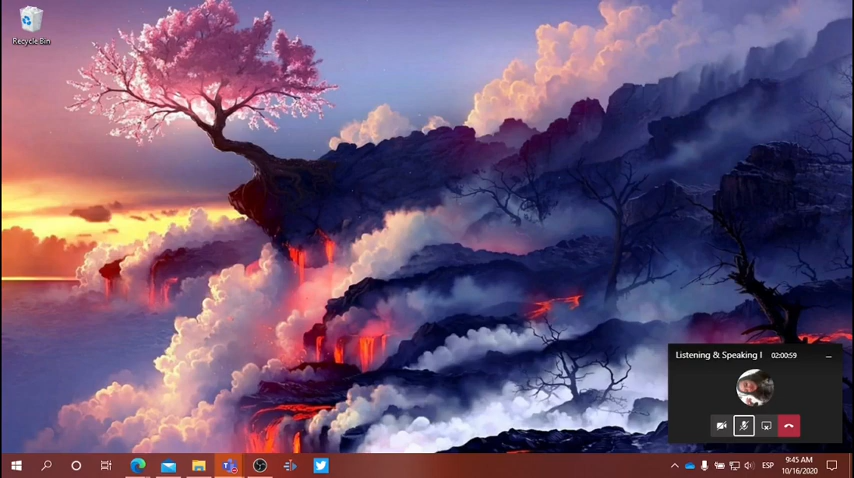 Recycle Bin
Listening & Speaking I 02:00:59
ESP
9:45 AM
10/16/2020